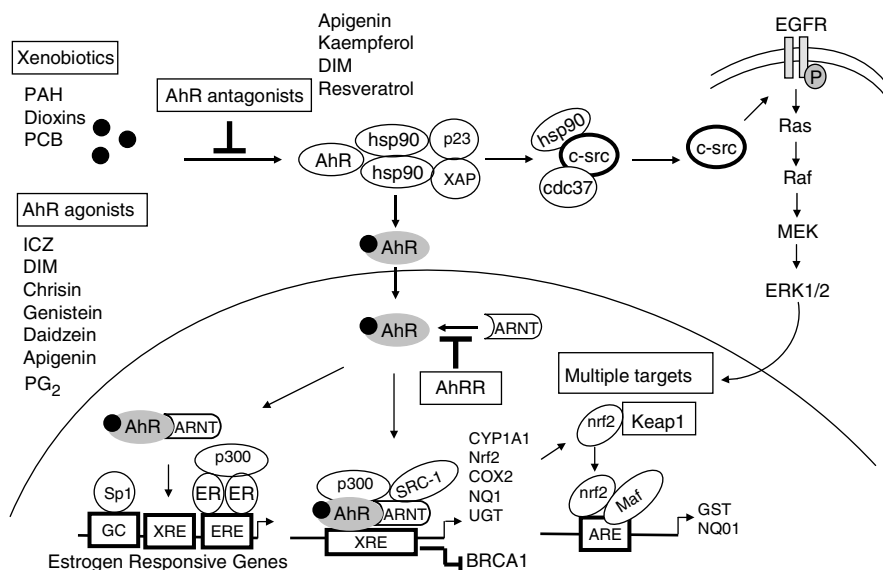 Xenobiotics
PAH
Dioxins
PCB
AhR antagonists
Apigenin
Kaempferol
DIM
Resveratrol
AhR
hsp90
hsp90
p23
XAP
hsp90
c-src
cdc37
c-src
EGFR
P
Ras
Raf
MEK
ERK1/2
AhR agonists
ICZ
DIM
Chrisin
Genistein
Daidzein
Apigenin
PG2
AhR
AhR
ARNT
AhRR
Multiple targets
nrf2
Keap1
AhR
ARNT
p300
Sp1
ER
ER
GC
XRE
ERE
Estrogen Responsive Genes
p300
SRC-1
AhR
ARNT
XRE
BRCA1
CYP1A1
Nrf2
COX2
NQ1
UGT
nrf2
Maf
ARE
GST
NQ01